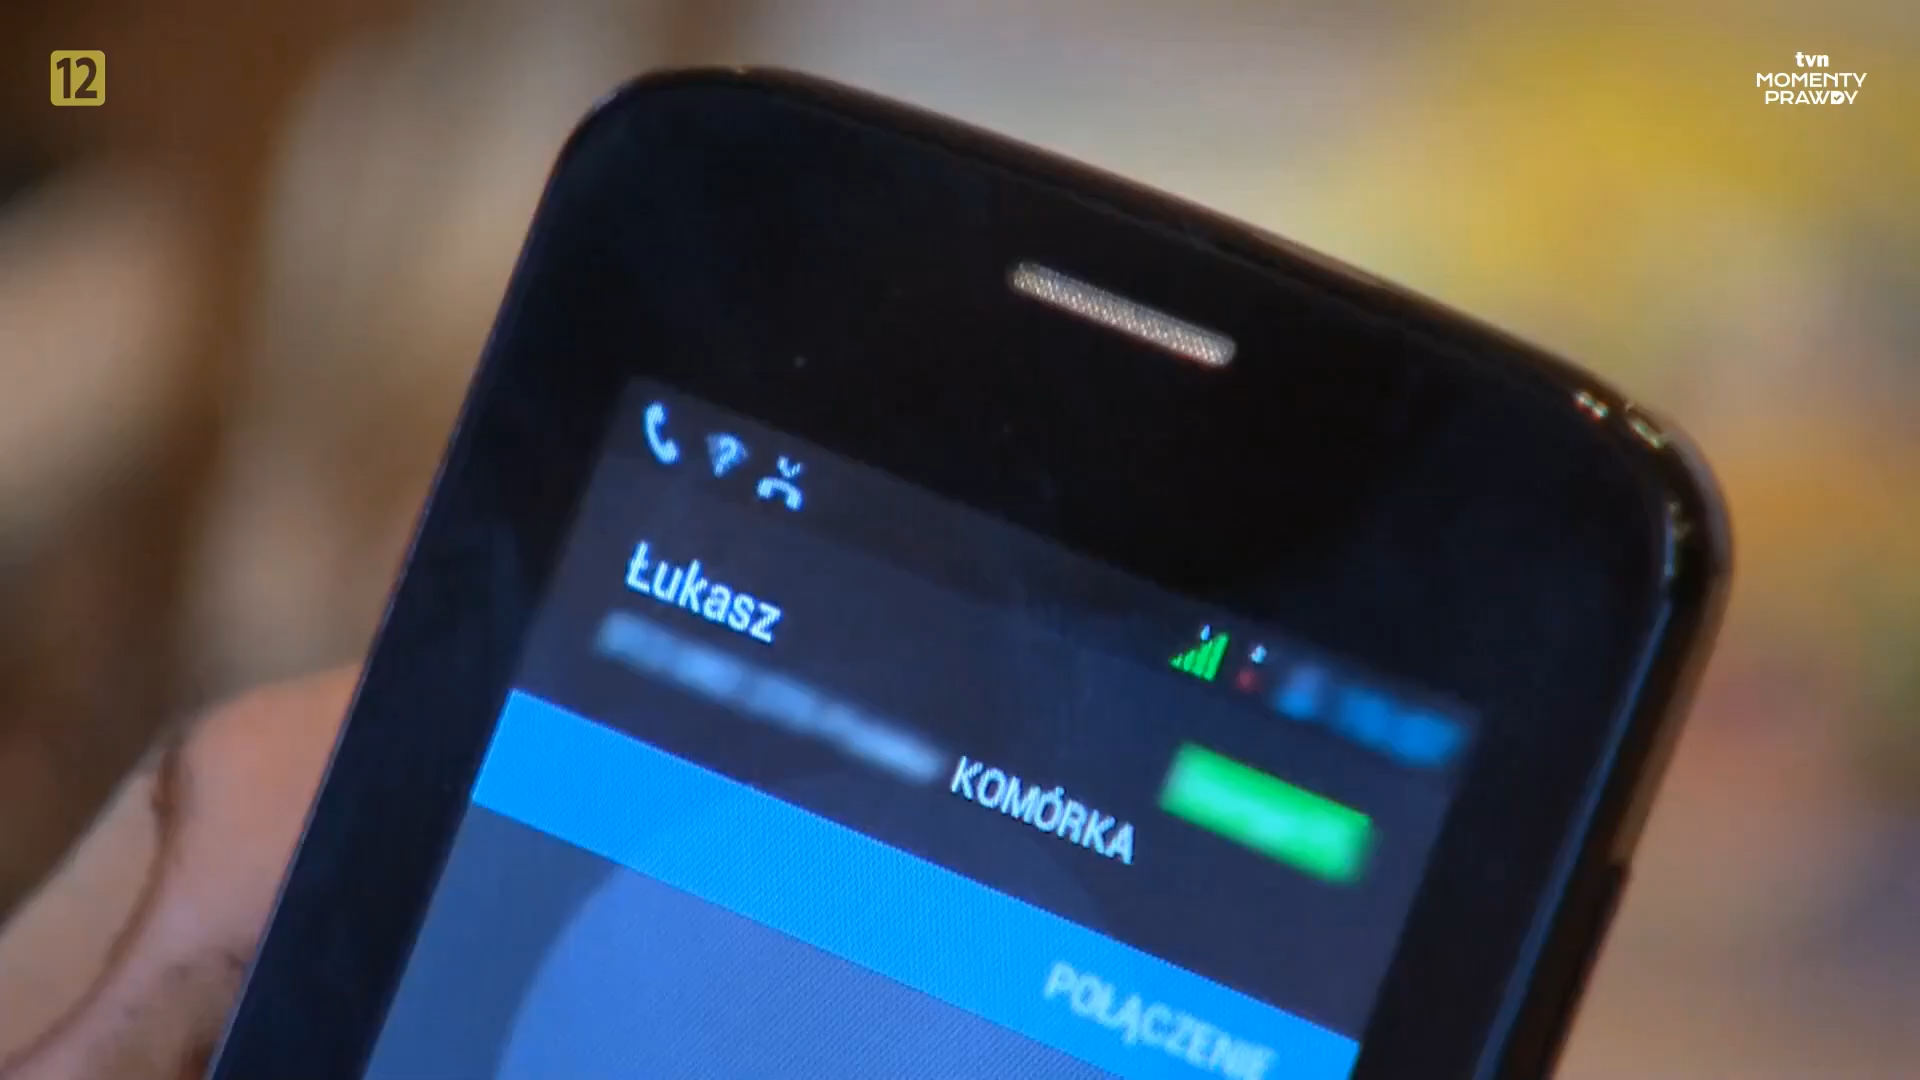 12
tvn
MOMENTY
PRAWDY
Łukasz
KOMÓRKA
POŁĄCZENIE